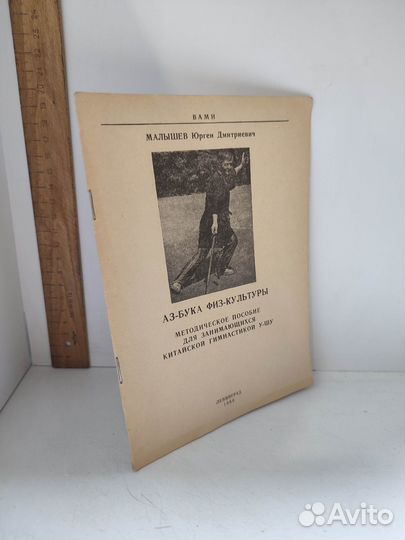 ВАМИ
МАЛЫШЕВ Юрген Дмитриевич
АЗ-БУКА ФИЗ-КУЛЬТУРЫ
МЕТОДИЧЕСКОЕ ПОСОБИЕ
ДЛЯ ЗАНИМАЮЩИХСЯ
КИТАЙСКОЙ ГИМНАСТИКОЙ У-ШУ
ЛЕНИНГРАД
Avito